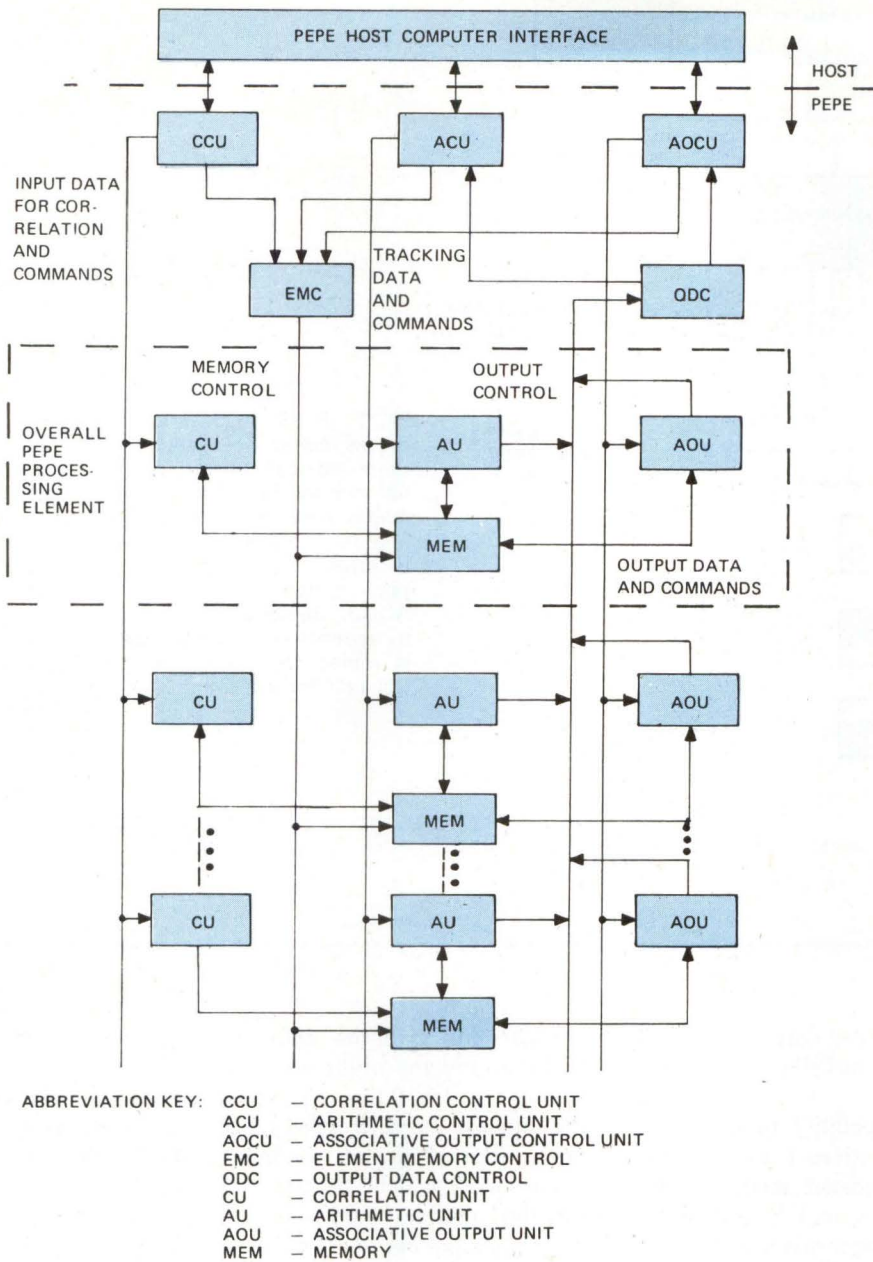 PEPE HOST COMPUTER INTERFACE
HOST
PEPE
CCU
ACU
AOCU
INPUT DATA
FOR COR-
RELATION
AND
COMMANDS
EMC
TRACKING
DATA
AND
COMMANDS
ODC
MEMORY
CONTROL
OUTPUT
CONTROL
OVERALL
PEPE
PROCES-
SING
ELEMENT
CU
AU
AOU
MEM
OUTPUT DATA
AND COMMANDS
CU
AU
AOU
MEM
CU
AU
AOU
MEM
ABBREVIATION KEY: CCU – CORRELATION CONTROL UNIT
ACU – ARITHMETIC CONTROL UNIT
AOCU – ASSOCIATIVE OUTPUT CONTROL UNIT
EMC – ELEMENT MEMORY CONTROL
ODC – OUTPUT DATA CONTROL
CU – CORRELATION UNIT
AU – ARITHMETIC UNIT
AOU – ASSOCIATIVE OUTPUT UNIT
MEM – MEMORY